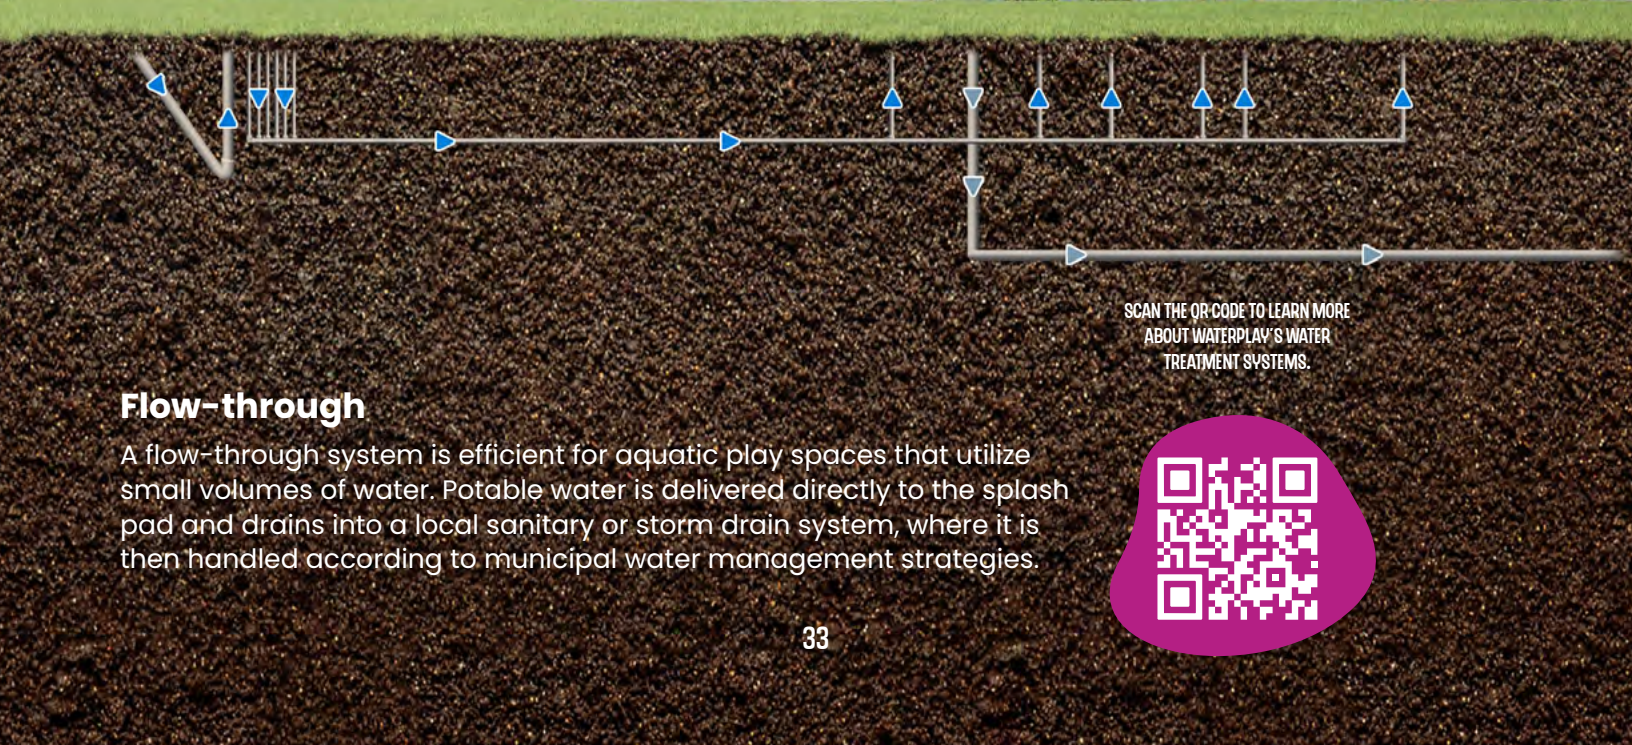 SCAN THE QR CODE TO LEARN MORE
ABOUT WATERPLAY'S WATER
TREATMENT SYSTEMS.
Flow-through
A flow-through system is efficient for aquatic play spaces that utilize
small volumes of water. Potable water is delivered directly to the splash
pad and drains into a local sanitary or storm drain system, where it is
then handled according to municipal water management strategies.
33